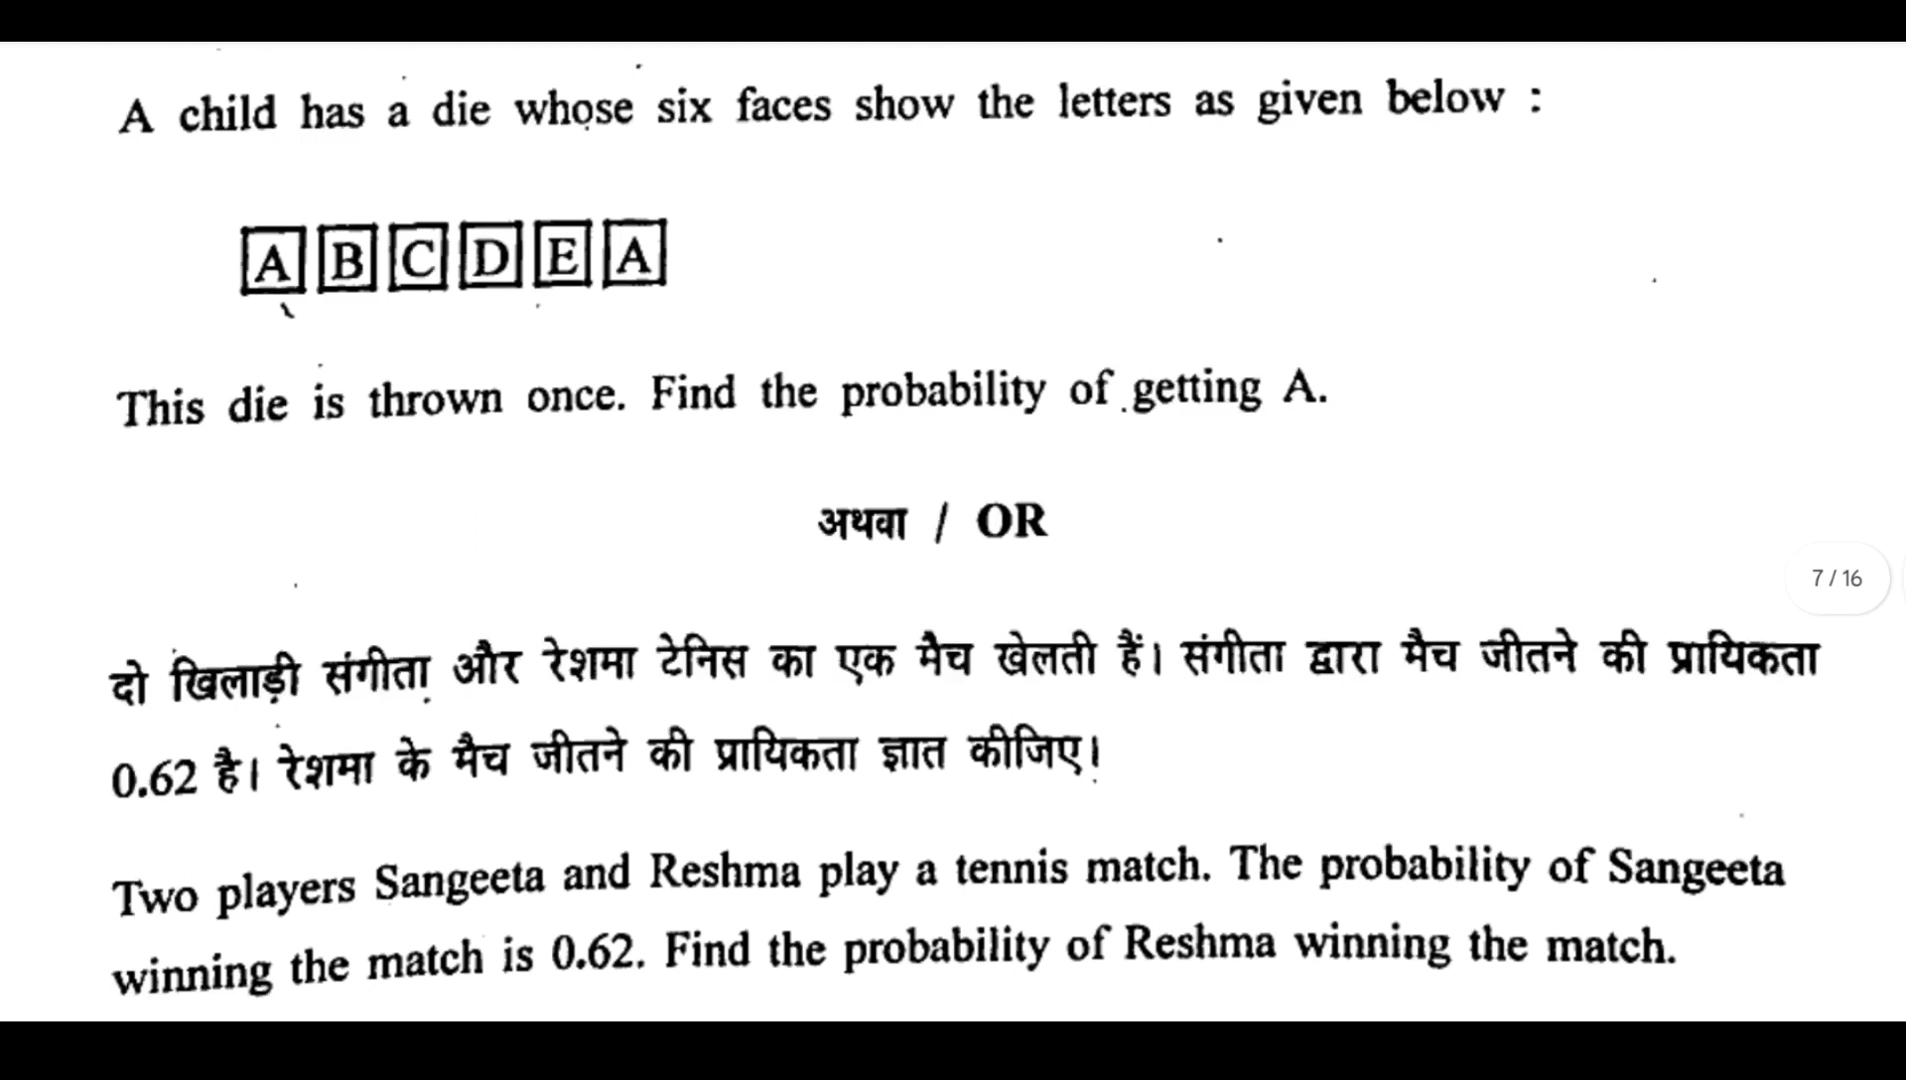 A child has a die whose six faces show the letters as given below :
A B C D E A
This die is thrown once. Find the probability of getting A.
अथवा / OR
दो खिलाड़ी संगीता और रेशमा टेनिस का एक मैच खेलती हैं। संगीता द्वारा मैच जीतने की प्रायिकता
0.62 है। रेशमा के मैच जीतने की प्रायिकता ज्ञात कीजिए।
Two players Sangeeta and Reshma play a tennis match. The probability of Sangeeta
winning the match is 0.62. Find the probability of Reshma winning the match.
7 / 16